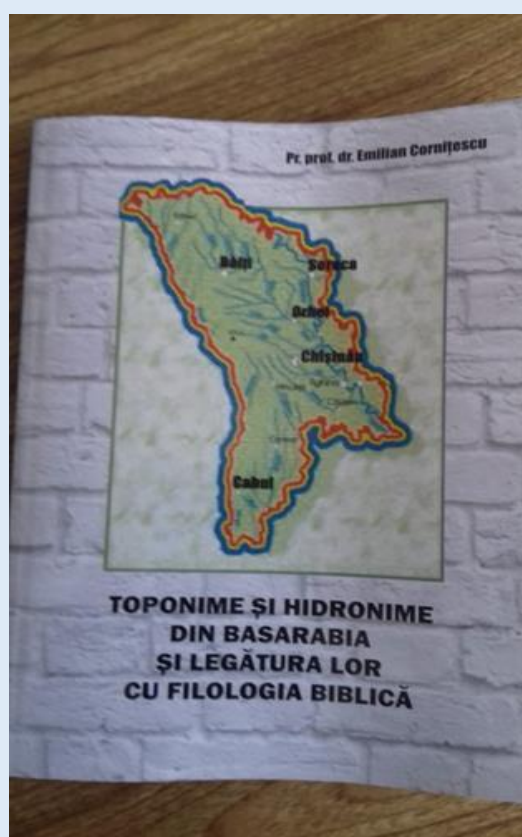 Pr. prof. dr. Emilian Cornițescu
Bălți
Soroca
Orhei
Chișinău
Cahul
TOPONIME ȘI HIDRONIME
DIN BASARABIA
ȘI LEGĂTURA LOR
CU FILOLOGIA BIBLICĂ